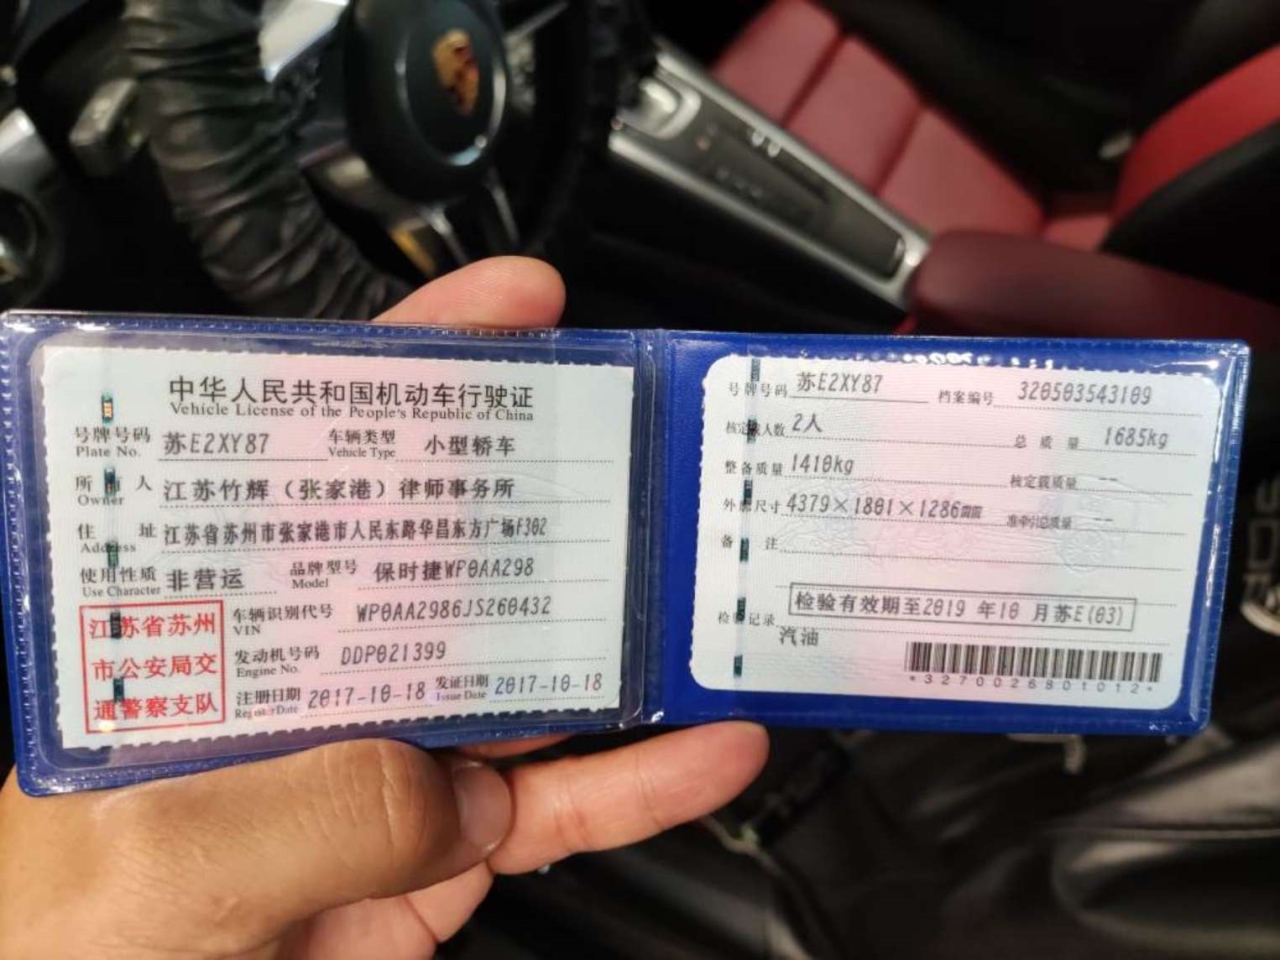 中华人民共和国机动车行驶证
Vehicle License of the People's Republic of China
号牌号码 苏E2XY87 车辆类型 小型轿车
Plate No. Vehicle Type
所有人 江苏竹辉（张家港）律师事务所
Owner
住址 江苏省苏州市张家港市人民东路华昌东方广场F302
Address
使用性质 非营运 品牌型号 保时捷WP0AA298
Use Character Model
江苏省苏州
市公安局交
通警察支队
车辆识别代号 WP0AA2986JS260432
VIN
发动机号码 DDP021399
Engine No.
注册日期 2017-10-18 发证日期 2017-10-18
Register Date Issue Date
号牌号码 苏E2XY87 档案编号 320503543109
核定载人数 2人 总质量 1685kg
整备质量 1410kg 核定载质量 --
外廓尺寸 4379×1801×1286mm 准牵引总质量 --
备注
检验记录 检验有效期至2019年10月苏E(03)
汽油
*3270026801012*